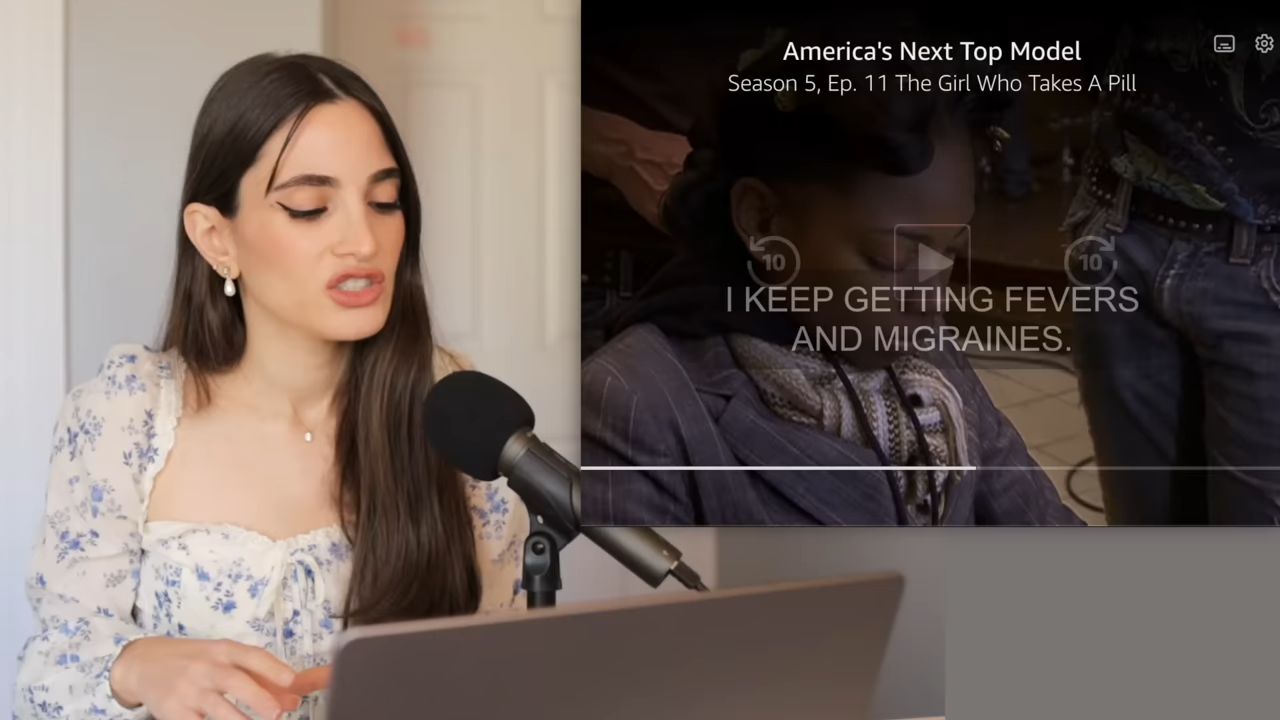 America's Next Top Model
Season 5, Ep. 11 The Girl Who Takes A Pill
10
10
I KEEP GETTING FEVERS
AND MIGRAINES.